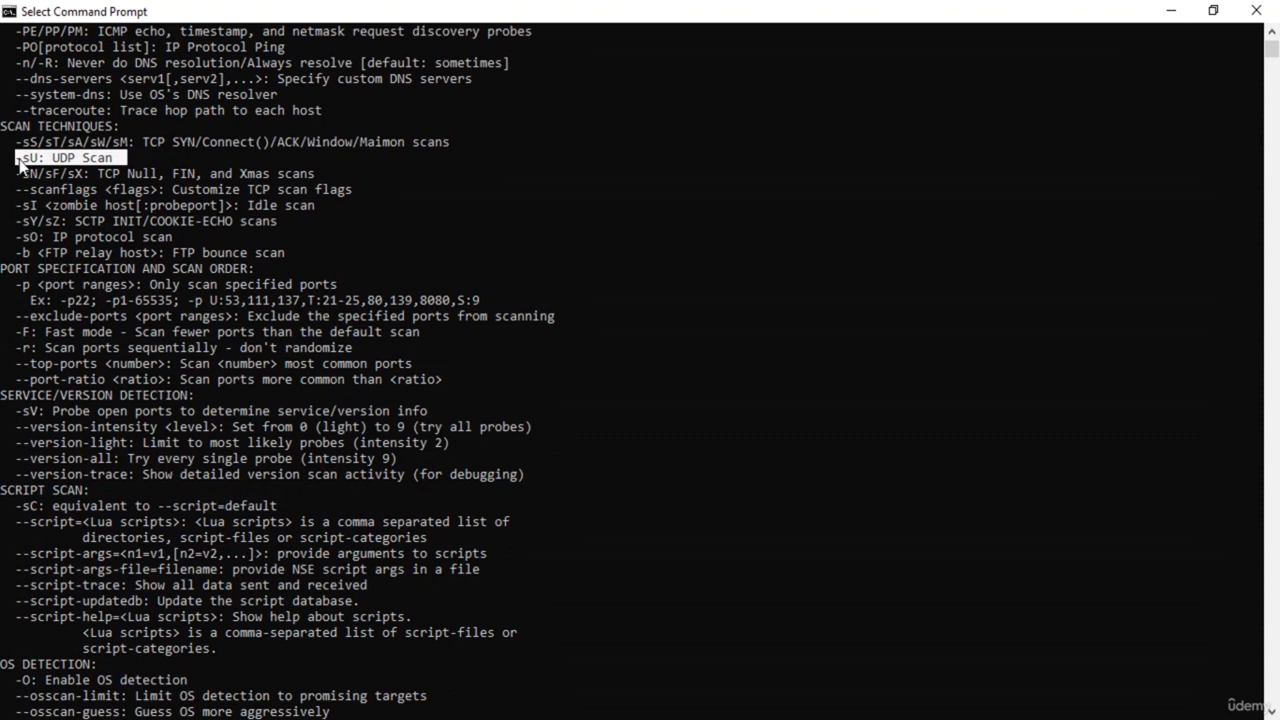 Select Command Prompt
-PE/PP/PM: ICMP echo, timestamp, and netmask request discovery probes
-PO[protocol list]: IP Protocol Ping
-n/-R: Never do DNS resolution/Always resolve [default: sometimes]
--dns-servers <serv1[,serv2],...>: Specify custom DNS servers
--system-dns: Use OS's DNS resolver
--traceroute: Trace hop path to each host
SCAN TECHNIQUES:
-sS/sT/sA/sW/sM: TCP SYN/Connect()/ACK/Window/Maimon scans
-sU: UDP Scan
-sN/sF/sX: TCP Null, FIN, and Xmas scans
--scanflags <flags>: Customize TCP scan flags
-sI <zombie host[:probeport]>: Idle scan
-sY/sZ: SCTP INIT/COOKIE-ECHO scans
-sO: IP protocol scan
-b <FTP relay host>: FTP bounce scan
PORT SPECIFICATION AND SCAN ORDER:
-p <port ranges>: Only scan specified ports
Ex: -p22; -p1-65535; -p U:53,111,137,T:21-25,80,139,8080,S:9
--exclude-ports <port ranges>: Exclude the specified ports from scanning
-F: Fast mode - Scan fewer ports than the default scan
-r: Scan ports sequentially - don't randomize
--top-ports <number>: Scan <number> most common ports
--port-ratio <ratio>: Scan ports more common than <ratio>
SERVICE/VERSION DETECTION:
-sV: Probe open ports to determine service/version info
--version-intensity <level>: Set from 0 (light) to 9 (try all probes)
--version-light: Limit to most likely probes (intensity 2)
--version-all: Try every single probe (intensity 9)
--version-trace: Show detailed version scan activity (for debugging)
SCRIPT SCAN:
-sC: equivalent to --script=default
--script=<Lua scripts>: <Lua scripts> is a comma separated list of
directories, script-files or script-categories
--script-args=<n1=v1,[n2=v2,...]>: provide arguments to scripts
--script-args-file=filename: provide NSE script args in a file
--script-trace: Show all data sent and received
--script-updatedb: Update the script database.
--script-help=<Lua scripts>: Show help about scripts.
<Lua scripts> is a comma-separated list of script-files or
script-categories.
OS DETECTION:
-O: Enable OS detection
--osscan-limit: Limit OS detection to promising targets
--osscan-guess: Guess OS more aggressively
udemy